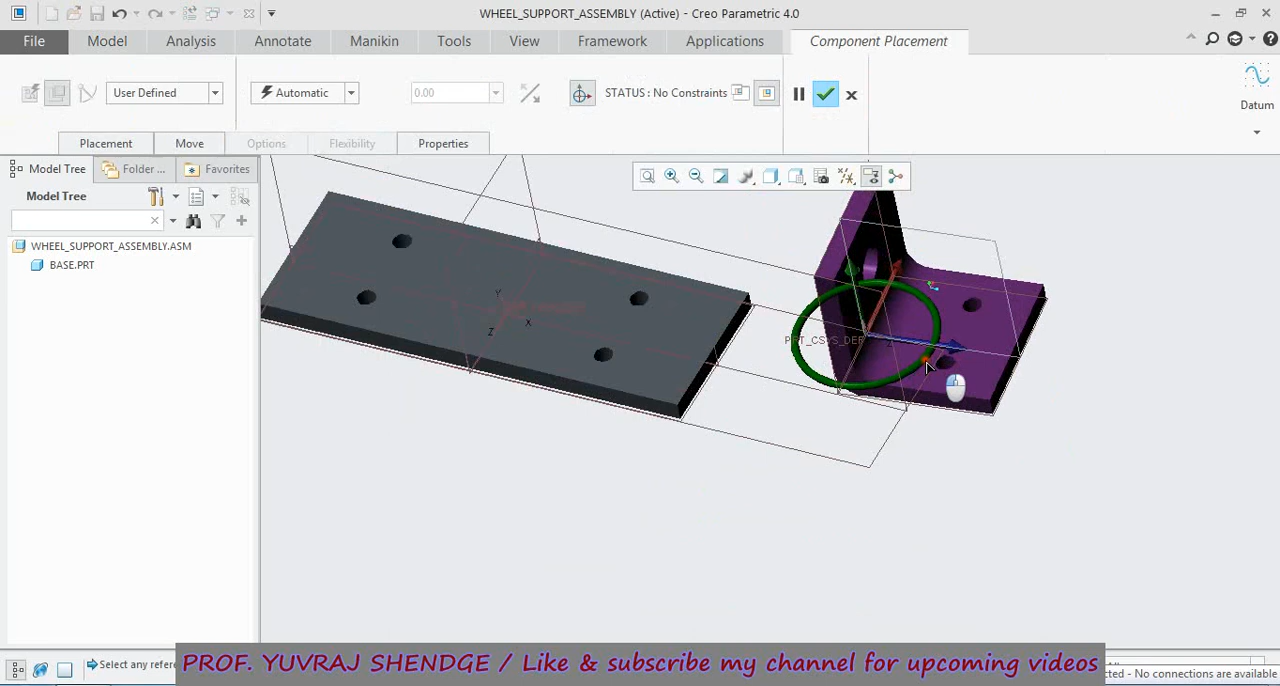 WHEEL_SUPPORT_ASSEMBLY (Active) - Creo Parametric 4.0
File Model Analysis Annotate Manikin Tools View Framework Applications Component Placement
User Defined Automatic 0.00 STATUS : No Constraints
Datum
Placement Move Options Flexibility Properties
Model Tree Folder ... Favorites
Model Tree
WHEEL_SUPPORT_ASSEMBLY.ASM
BASE.PRT
Y
X
Z
Select any refere
PROF. YUVRAJ SHENDGE / Like & subscribe my channel for upcoming videos
cted - No connections are available